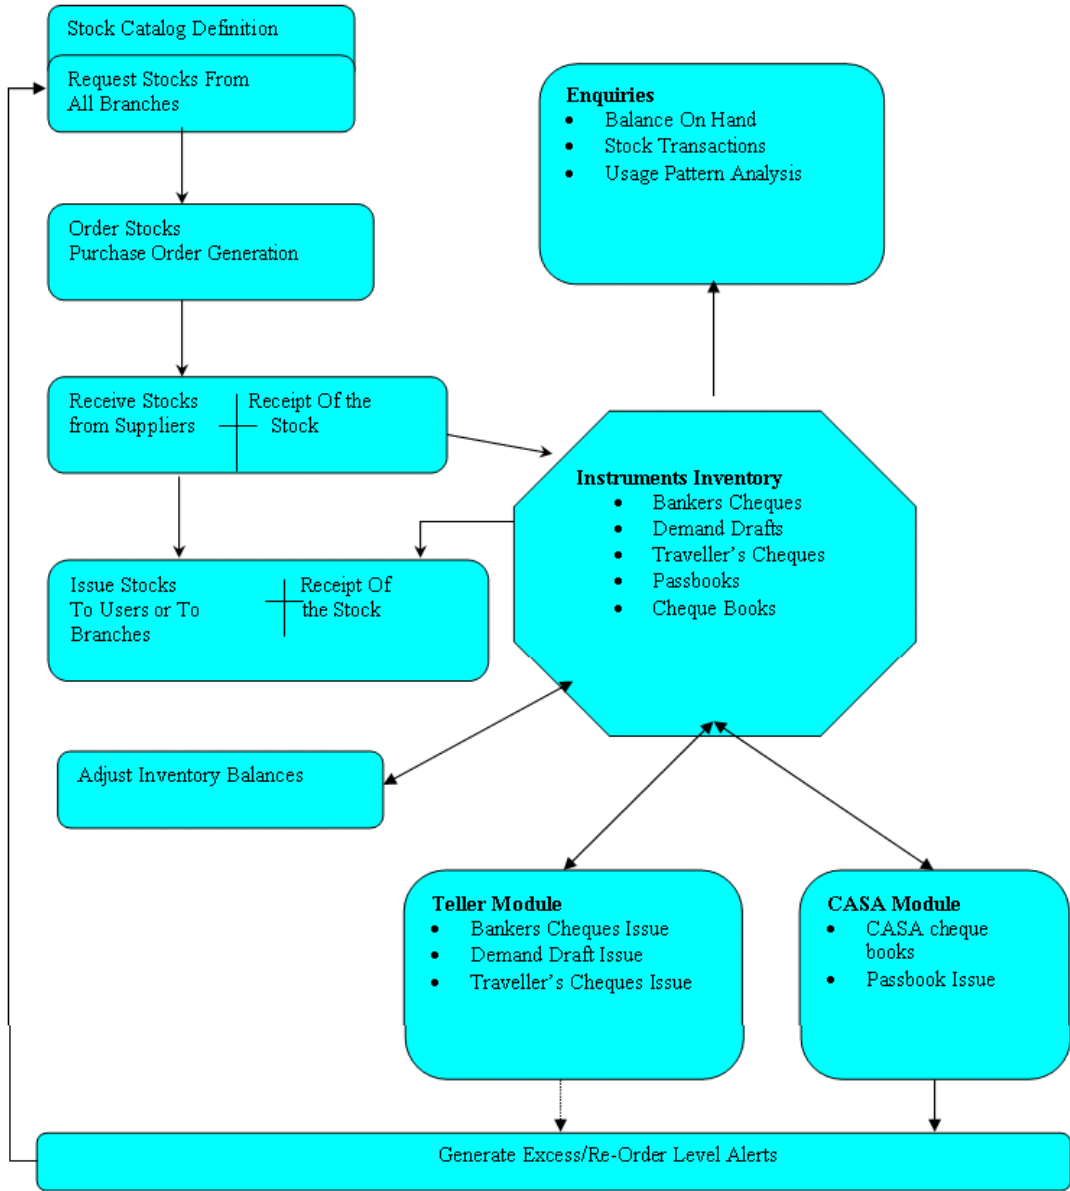 Stock Catalog Definition
Request Stocks From
All Branches
Enquiries
• Balance On Hand
• Stock Transactions
• Usage Pattern Analysis
Order Stocks
Purchase Order Generation
Receive Stocks
from Suppliers
Receipt Of the
Stock
Instruments Inventory
• Bankers Cheques
• Demand Drafts
• Traveller’s Cheques
• Passbooks
• Cheque Books
Issue Stocks
To Users or To
Branches
Receipt Of
the Stock
Adjust Inventory Balances
Teller Module
• Bankers Cheques Issue
• Demand Draft Issue
• Traveller’s Cheques Issue
CASA Module
• CASA cheque
books
• Passbook Issue
Generate Excess/Re-Order Level Alerts